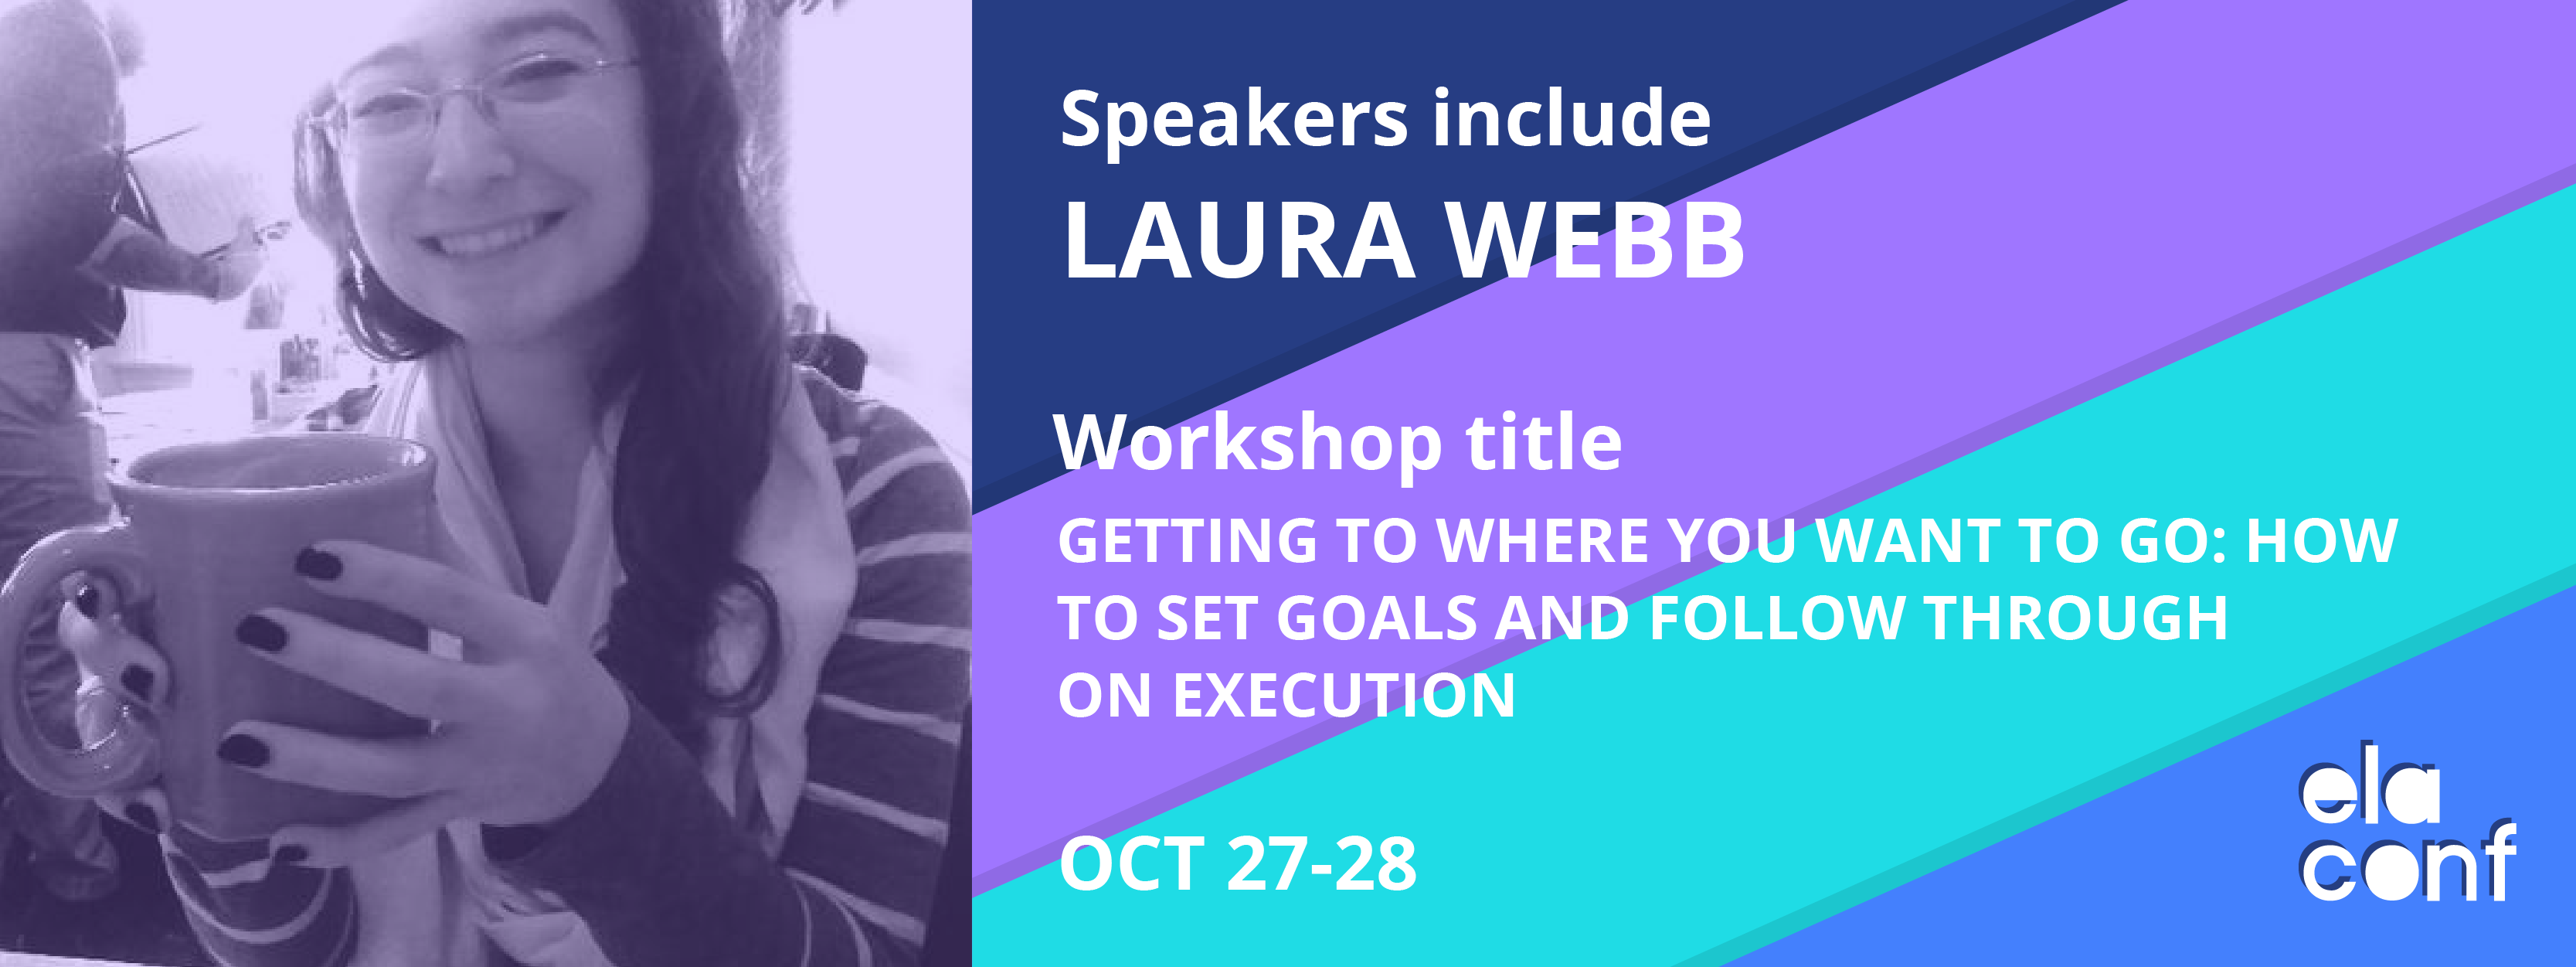 Speakers include
LAURA WEBB
Workshop title
GETTING TO WHERE YOU WANT TO GO: HOW
TO SET GOALS AND FOLLOW THROUGH
ON EXECUTION
OCT 27-28
ela
conf